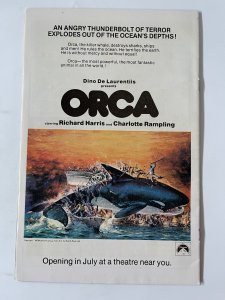 AN ANGRY THUNDERBOLT OF TERROR
EXPLODES OUT OF THE OCEAN'S DEPTHS!
Orca, the killer whale, destroys sharks, ships
and men! He rules the ocean. He terrifies the earth.
He is without mercy and without equal!
Orca—the most powerful, the most fantastic
animal in all the world. !
Dino De Laurentiis
presents
ORCA
starring Richard Harris and Charlotte Rampling
Opening in July at a theatre near you.